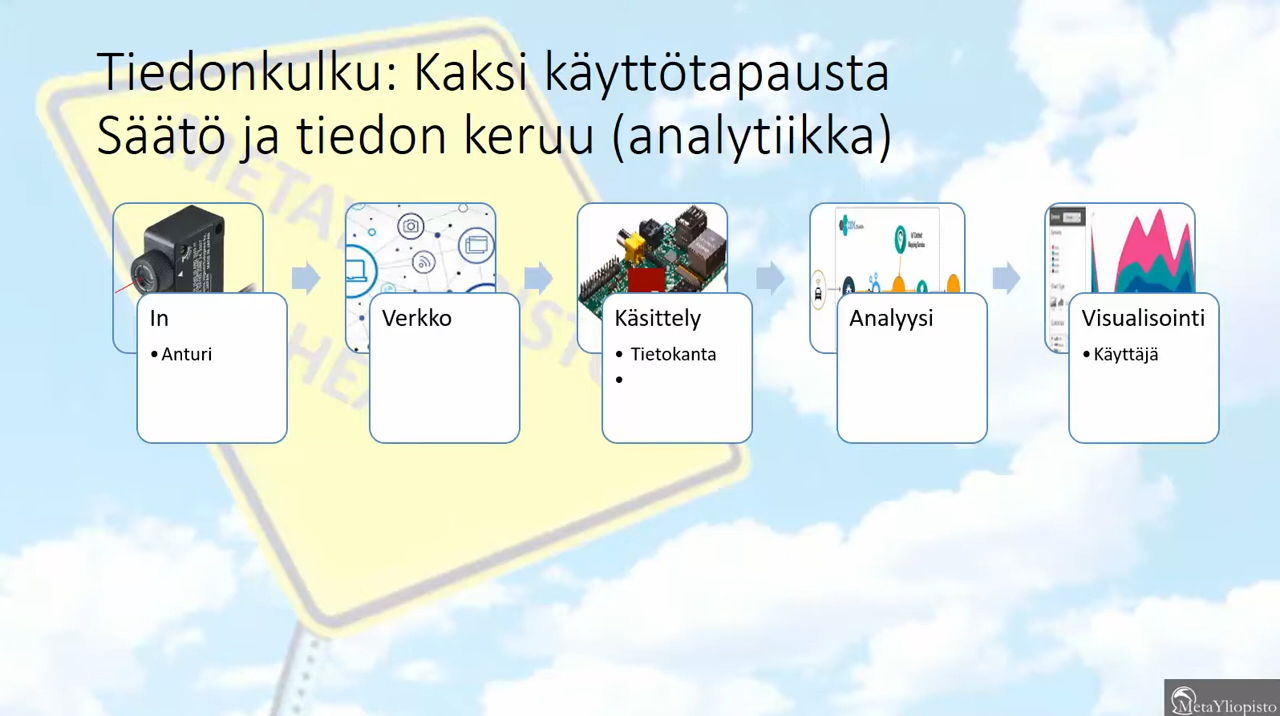 Tiedonkulku: Kaksi käyttötapausta
Säätö ja tiedon keruu (analytiikka)
In
• Anturi
Verkko
Käsittely
• Tietokanta
•
Analyysi
Visualisointi
• Käyttäjä
MetaYliopisto